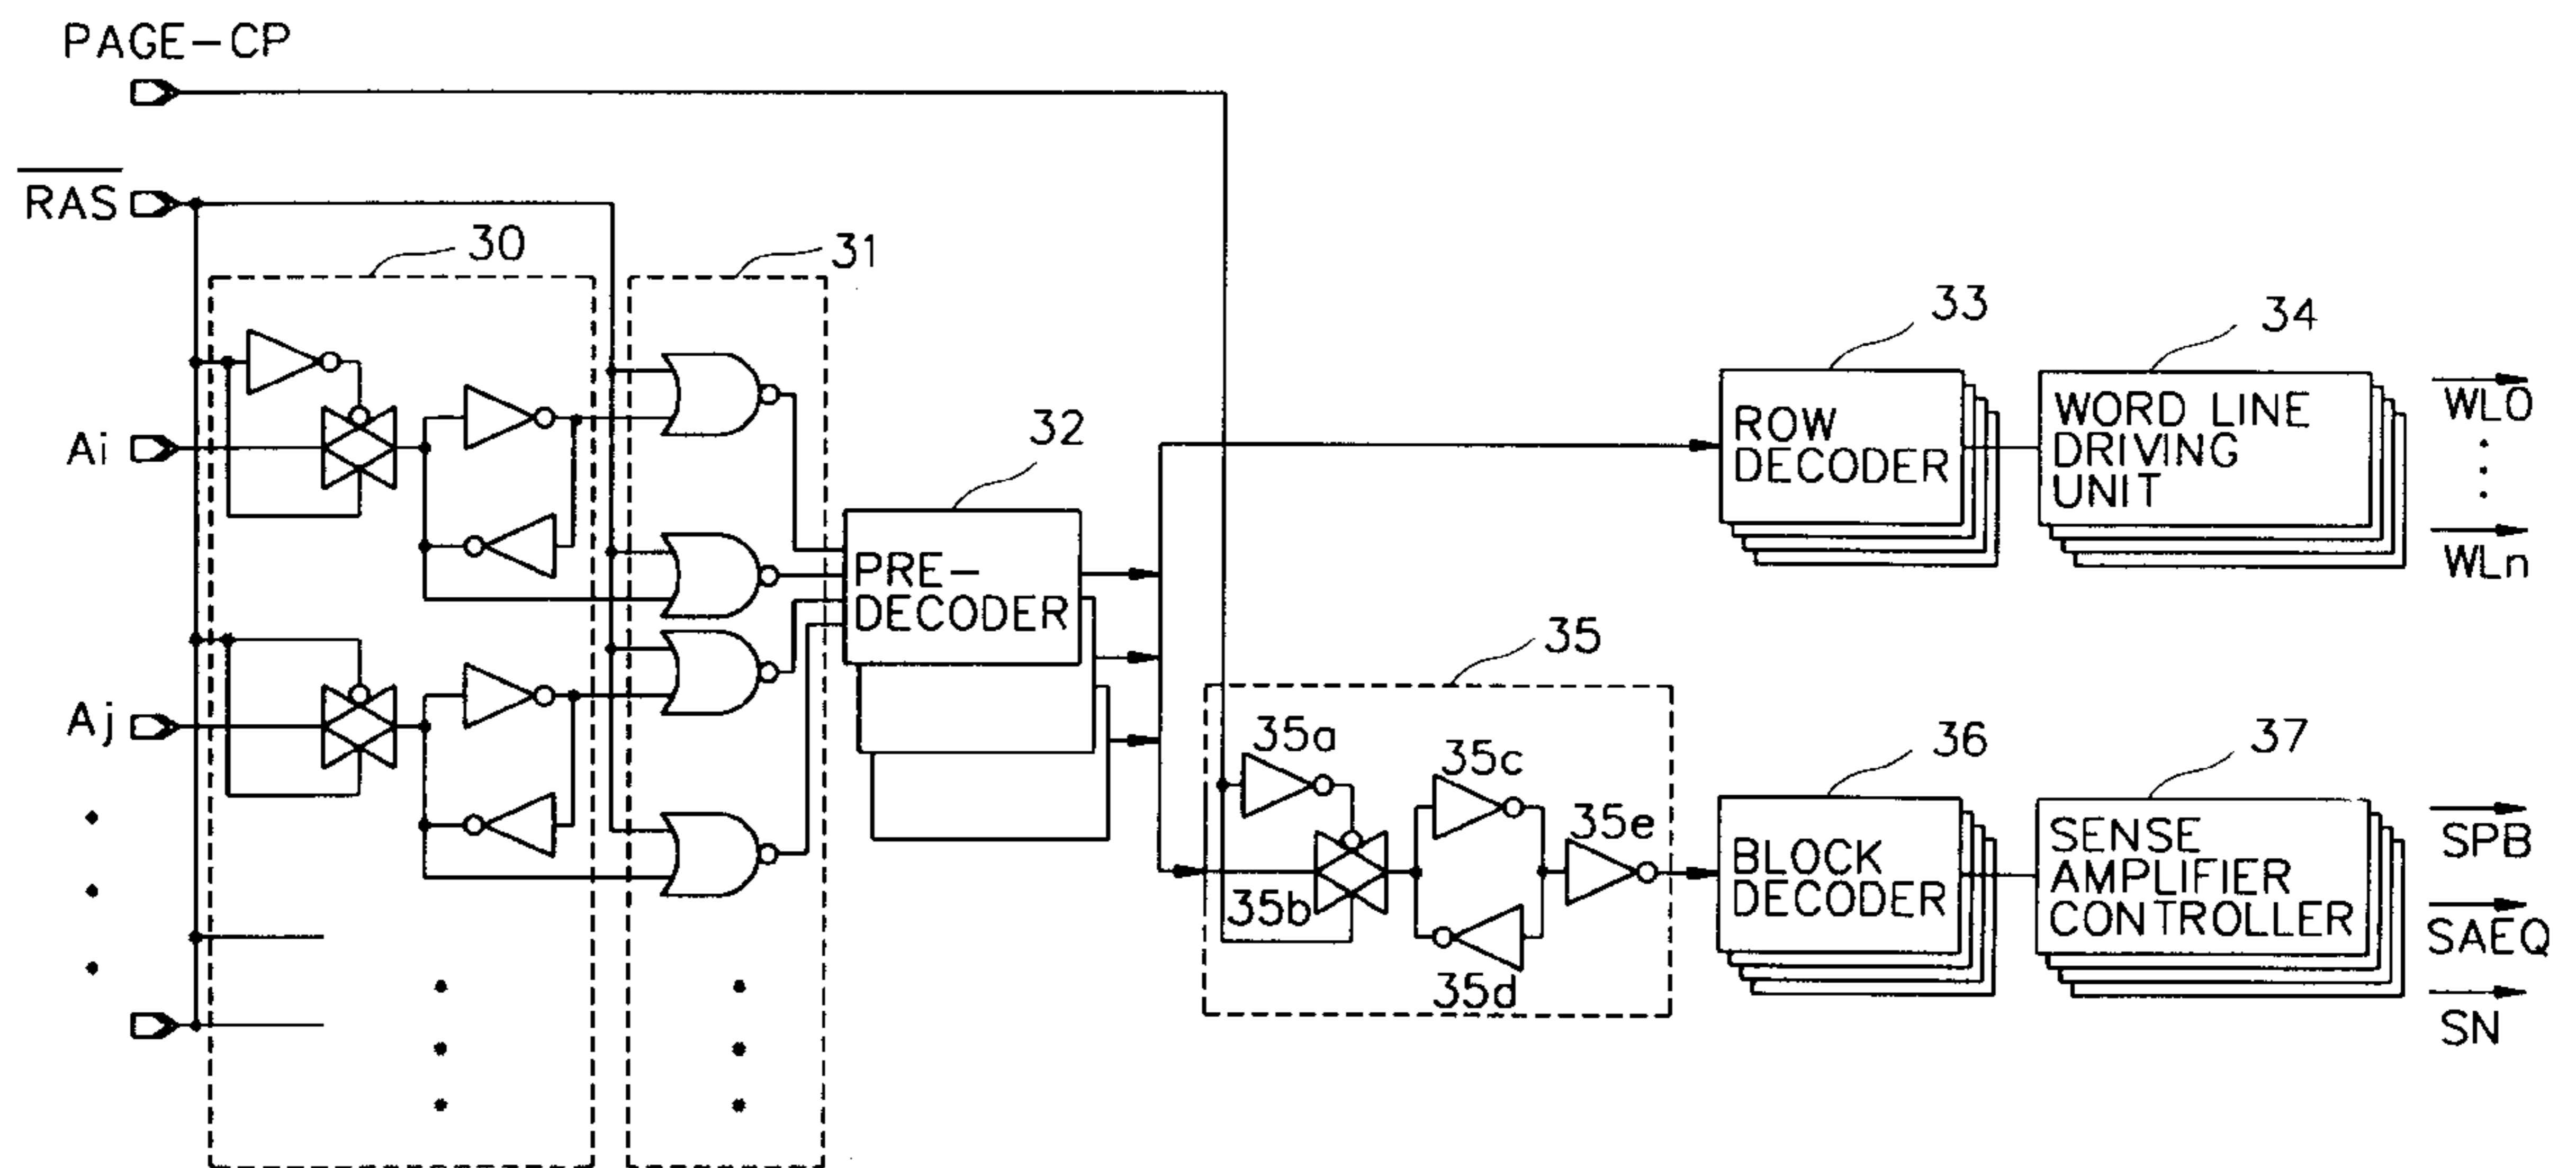 PAGE-CP
RAS
30
31
Ai
32
PRE-
DECODER
33
ROW
DECODER
34
WORD LINE
DRIVING
UNIT
WL0
WLn
Aj
35
35a
35b
35c
35d
35e
36
BLOCK
DECODER
37
SENSE
AMPLIFIER
CONTROLLER
SPB
SAEQ
SN